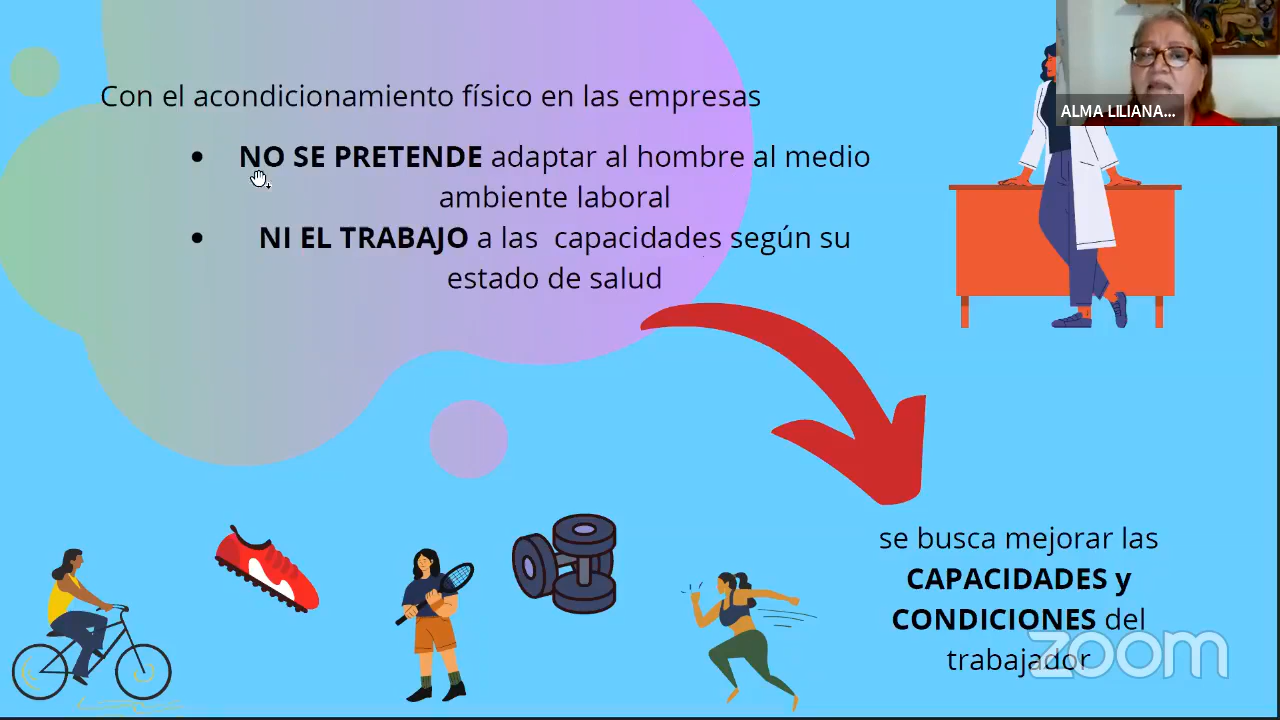 Con el acondicionamiento físico en las empresas
• NO SE PRETENDE adaptar al hombre al medio
ambiente laboral
• NI EL TRABAJO a las capacidades según su
estado de salud
ALMA LILIANA...
se busca mejorar las
CAPACIDADES y
CONDICIONES del
trabajador
zoom